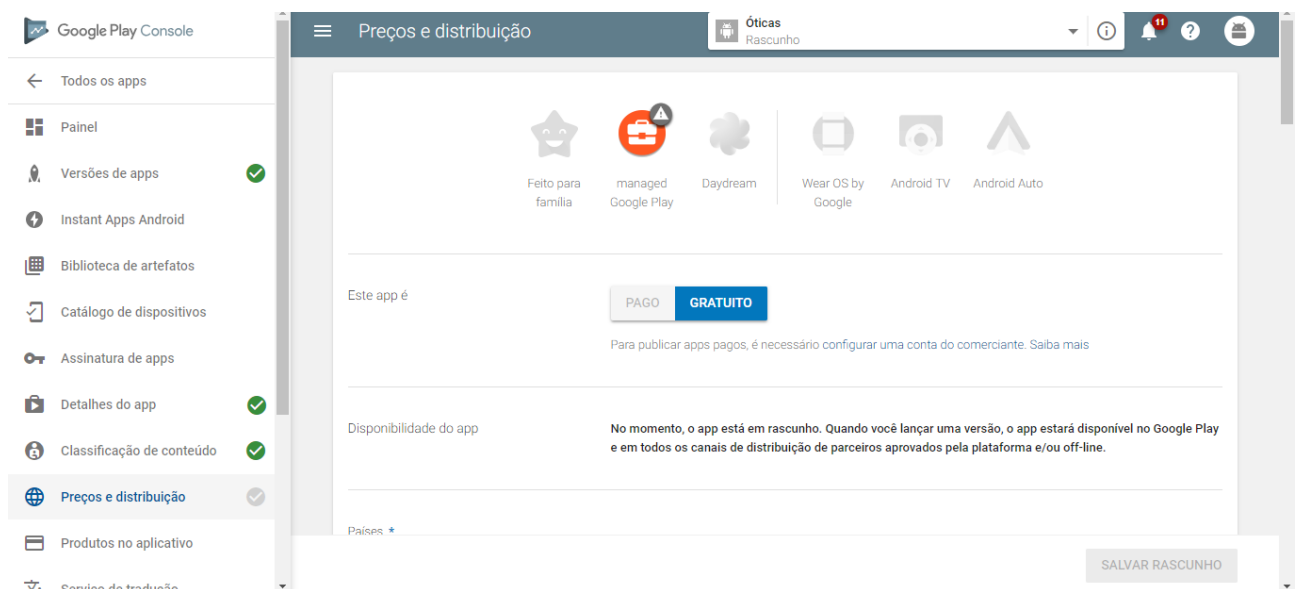 Google Play Console
Preços e distribuição
Óticas
Rascunho
11
Todos os apps
Painel
Versões de apps
Instant Apps Android
Biblioteca de artefatos
Catálogo de dispositivos
Assinatura de apps
Detalhes do app
Classificação de conteúdo
Preços e distribuição
Produtos no aplicativo
Serviço de tradução
Feito para
família
managed
Google Play
Daydream
Wear OS by
Google
Android TV
Android Auto
Este app é
PAGO
GRATUITO
Para publicar apps pagos, é necessário configurar uma conta do comerciante. Saiba mais
Disponibilidade do app
No momento, o app está em rascunho. Quando você lançar uma versão, o app estará disponível no Google Play
e em todos os canais de distribuição de parceiros aprovados pela plataforma e/ou off-line.
Países *
SALVAR RASCUNHO